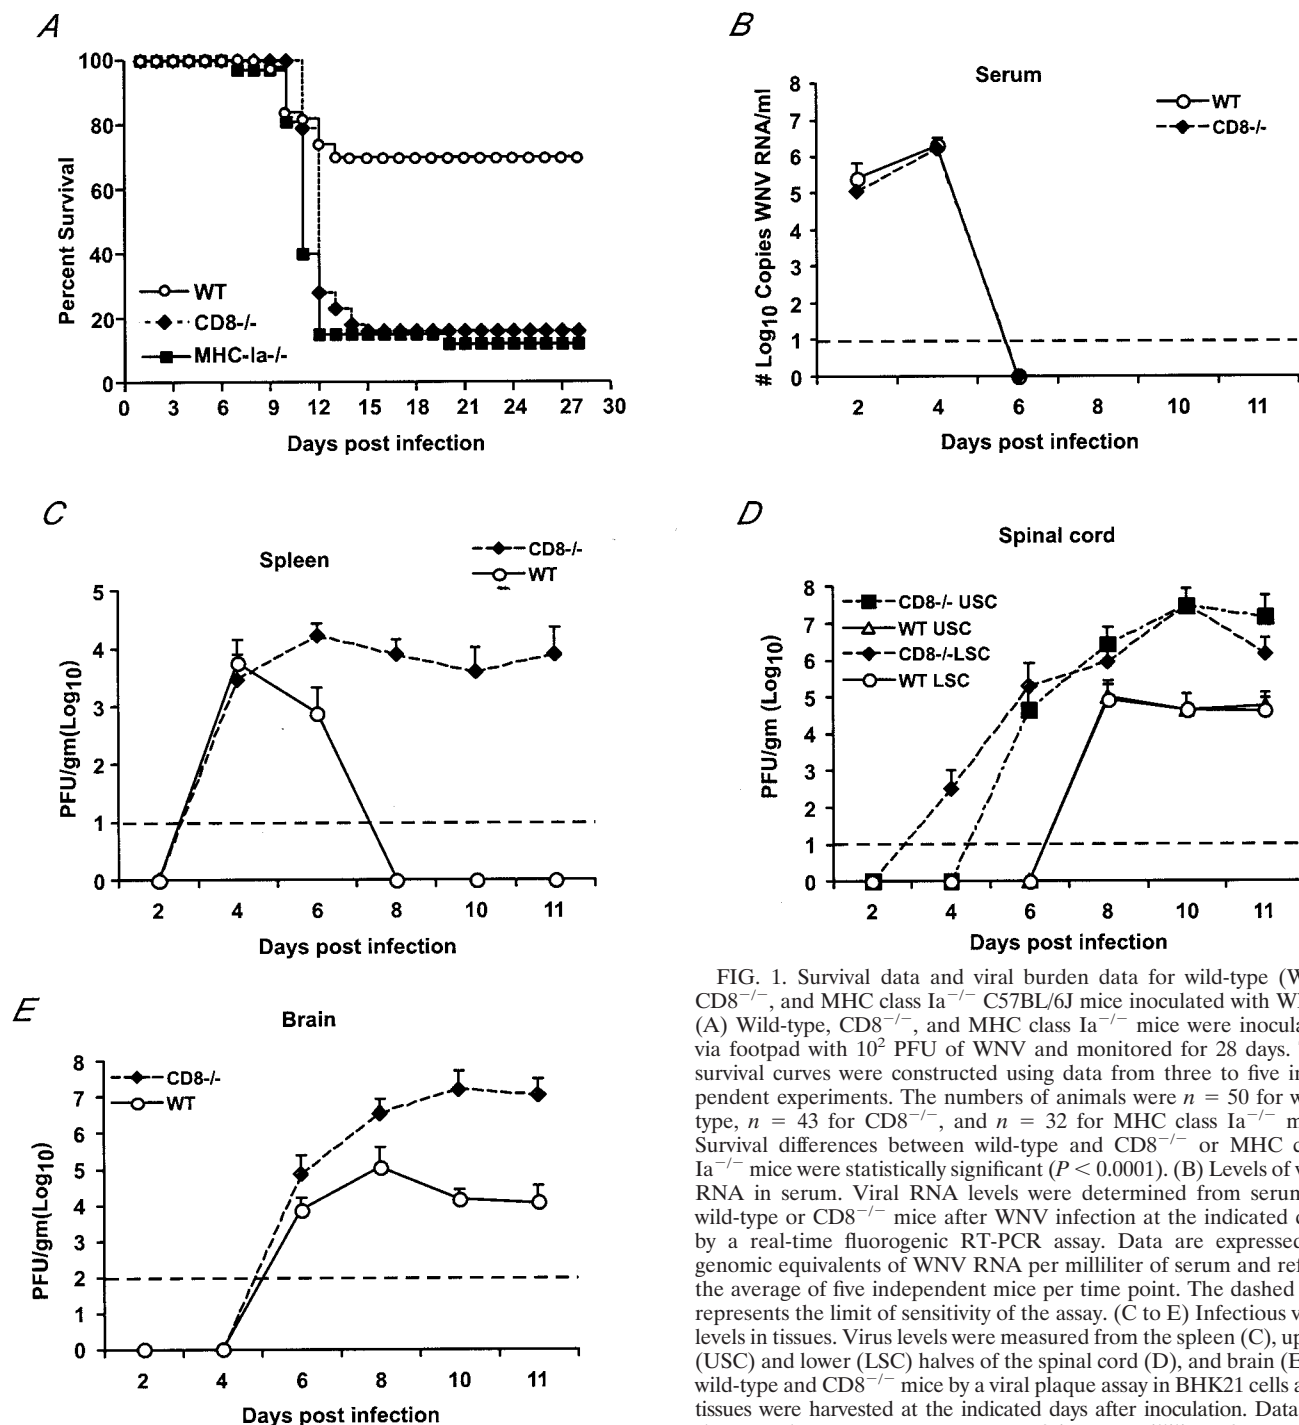 A
100
80
60
40
20
0
Percent Survival
WT
CD8-/-
MHC-Ia-/-
0 3 6 9 12 15 18 21 24 27 30
Days post infection
B
Serum
WT
CD8-/-
# Log10 Copies WNV RNA/ml
8
7
6
5
4
3
2
1
0
2 4 6 8 10 11
Days post infection
C
Spleen
CD8-/-
WT
PFU/gm(Log10)
5
4
3
2
1
0
2 4 6 8 10 11
Days post infection
D
Spinal cord
CD8-/- USC
WT USC
CD8-/-LSC
WT LSC
PFU/gm (Log10)
8
7
6
5
4
3
2
1
0
2 4 6 8 10 11
Days post infection
E
Brain
CD8-/-
WT
PFU/gm(Log10)
8
7
6
5
4
3
2
1
0
2 4 6 8 10 11
Days post infection
FIG. 1. Survival data and viral burden data for wild-type (W
CD8−/−, and MHC class Ia−/− C57BL/6J mice inoculated with W
(A) Wild-type, CD8−/−, and MHC class Ia−/− mice were inocula
via footpad with 10² PFU of WNV and monitored for 28 days.
survival curves were constructed using data from three to five in
pendent experiments. The numbers of animals were n = 50 for w
type, n = 43 for CD8−/−, and n = 32 for MHC class Ia−/− m
Survival differences between wild-type and CD8−/− or MHC c
Ia−/− mice were statistically significant (P < 0.0001). (B) Levels of v
RNA in serum. Viral RNA levels were determined from serum
wild-type or CD8−/− mice after WNV infection at the indicated d
by a real-time fluorogenic RT-PCR assay. Data are expressed
genomic equivalents of WNV RNA per milliliter of serum and ref
the average of five independent mice per time point. The dashed
represents the limit of sensitivity of the assay. (C to E) Infectious v
levels in tissues. Virus levels were measured from the spleen (C), up
(USC) and lower (LSC) halves of the spinal cord (D), and brain (E
wild-type and CD8−/− mice by a viral plaque assay in BHK21 cells a
tissues were harvested at the indicated days after inoculation. Data